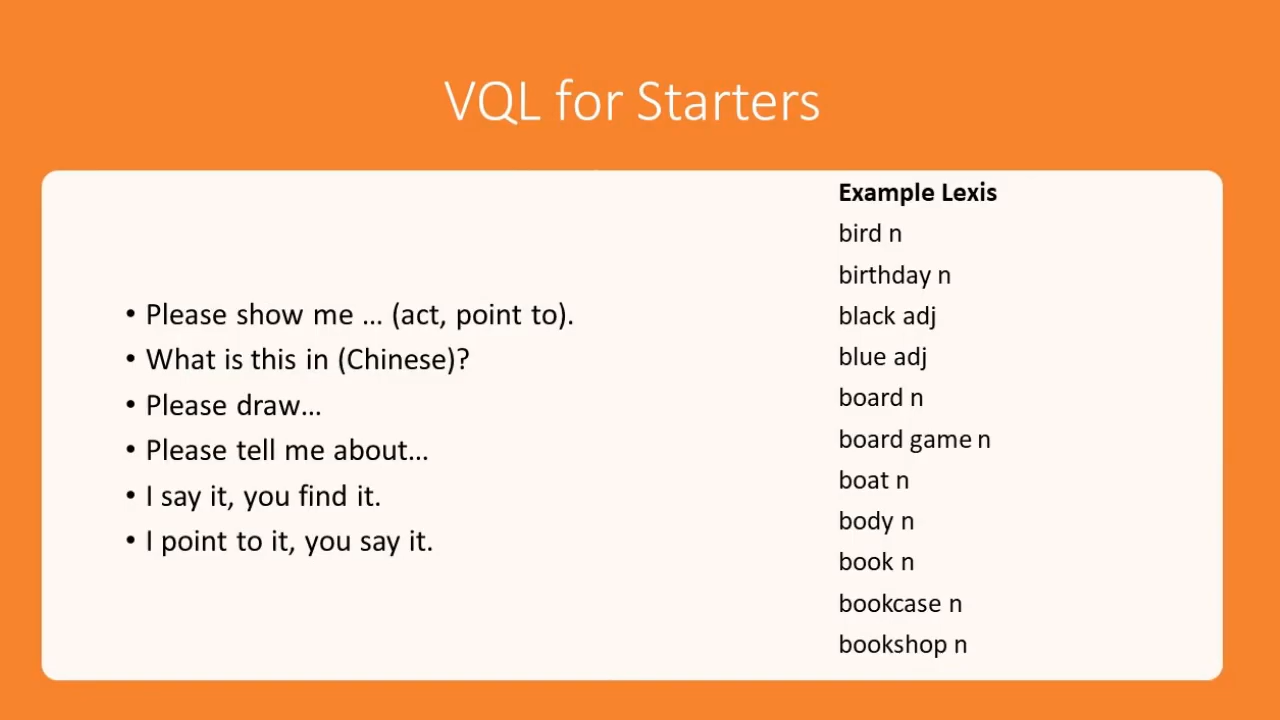 VQL for Starters
• Please show me ... (act, point to).
• What is this in (Chinese)?
• Please draw...
• Please tell me about...
• I say it, you find it.
• I point to it, you say it.
Example Lexis
bird n
birthday n
black adj
blue adj
board n
board game n
boat n
body n
book n
bookcase n
bookshop n